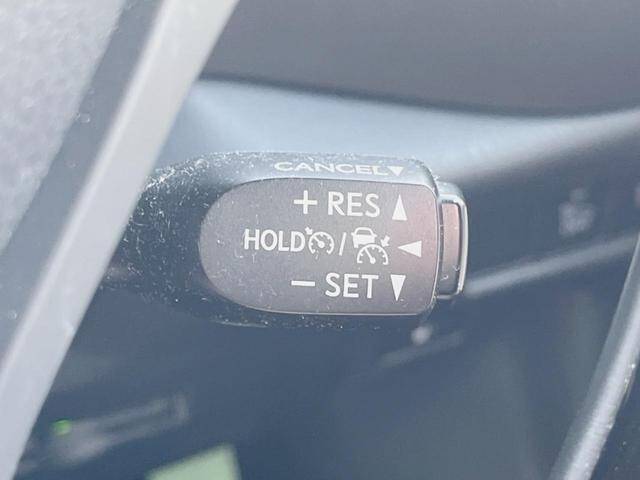 CANCEL▼
+ RES ▲
HOLD / ◀
− SET ▼